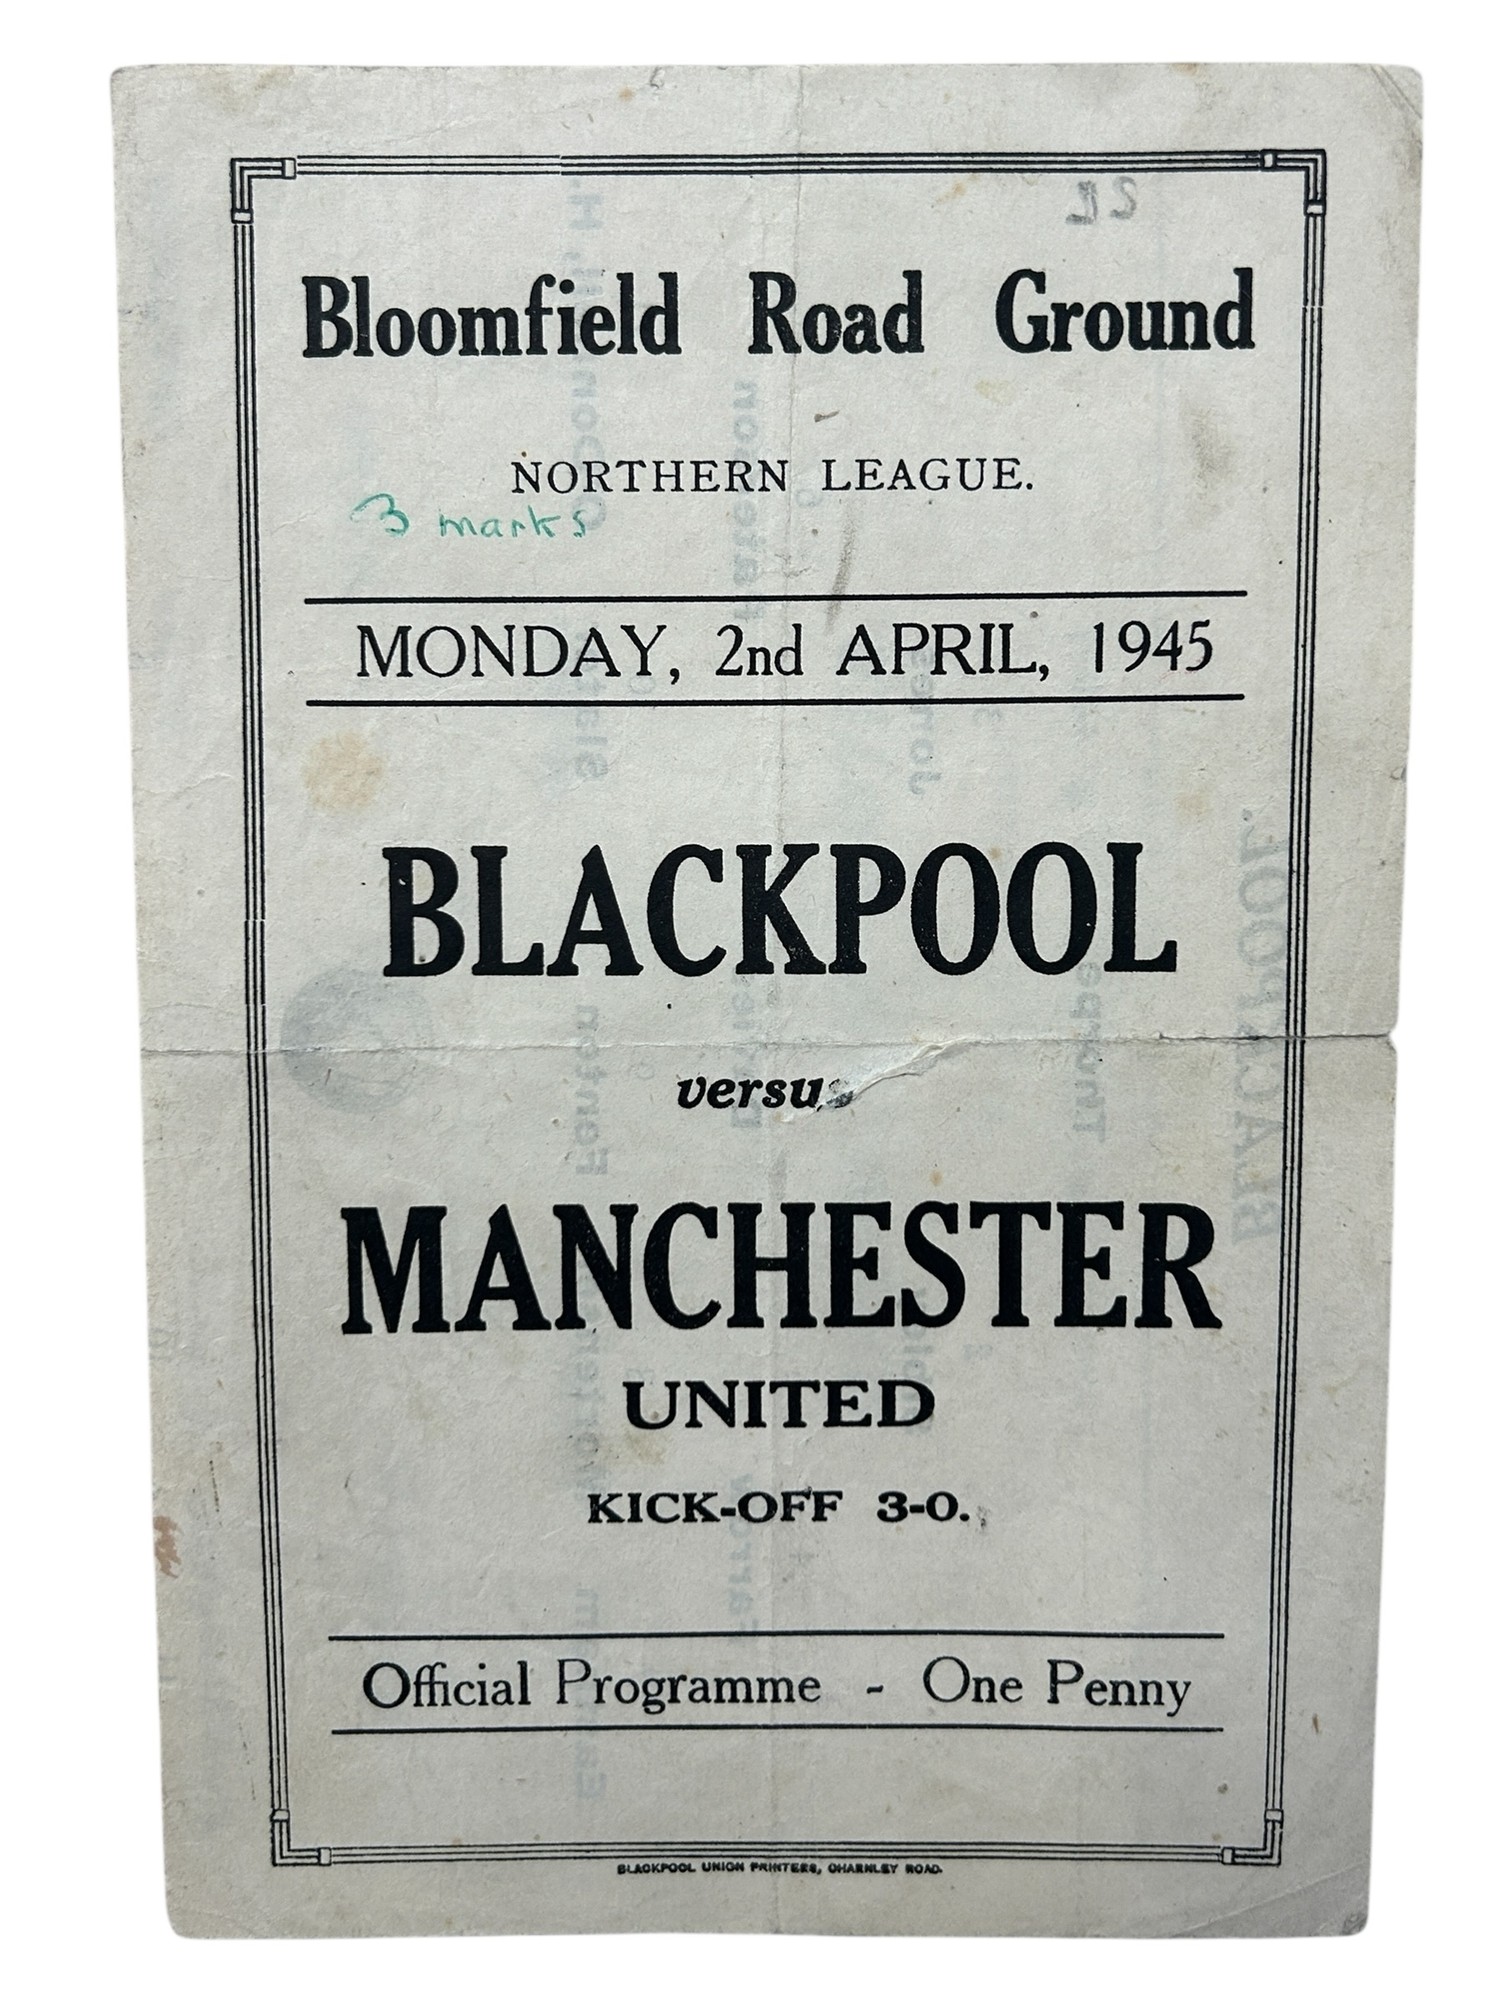 Bloomfield Road Ground
NORTHERN LEAGUE.
3 marks
MONDAY, 2nd APRIL, 1945
BLACKPOOL
versus
MANCHESTER
UNITED
KICK-OFF 3-0.
Official Programme - One Penny
BLACKPOOL UNION PRINTERS, CHARNLEY ROAD.